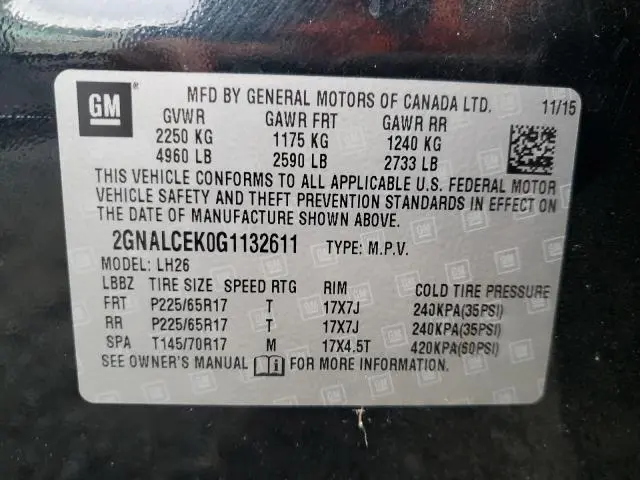 GM
MFD BY GENERAL MOTORS OF CANADA LTD. 11/15
GVWR GAWR FRT GAWR RR
2250 KG 1175 KG 1240 KG
4960 LB 2590 LB 2733 LB
THIS VEHICLE CONFORMS TO ALL APPLICABLE U.S. FEDERAL MOTOR
VEHICLE SAFETY AND THEFT PREVENTION STANDARDS IN EFFECT ON
THE DATE OF MANUFACTURE SHOWN ABOVE.
2GNALCEK0G1132611 TYPE: M.P.V.
MODEL: LH26
LBBZ TIRE SIZE SPEED RTG RIM COLD TIRE PRESSURE
FRT P225/65R17 T 17X7J 240KPA(35PSI)
RR P225/65R17 T 17X7J 240KPA(35PSI)
SPA T145/70R17 M 17X4.5T 420KPA(60PSI)
SEE OWNER'S MANUAL FOR MORE INFORMATION.